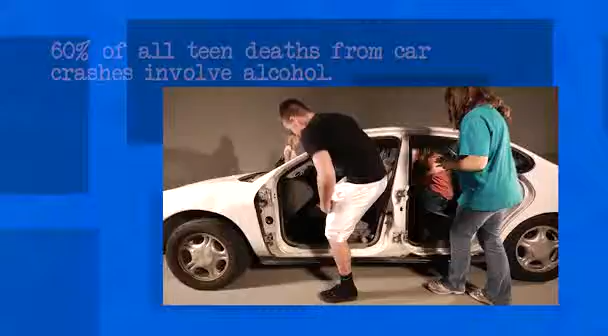 60% of all teen deaths from car
crashes involve alcohol.